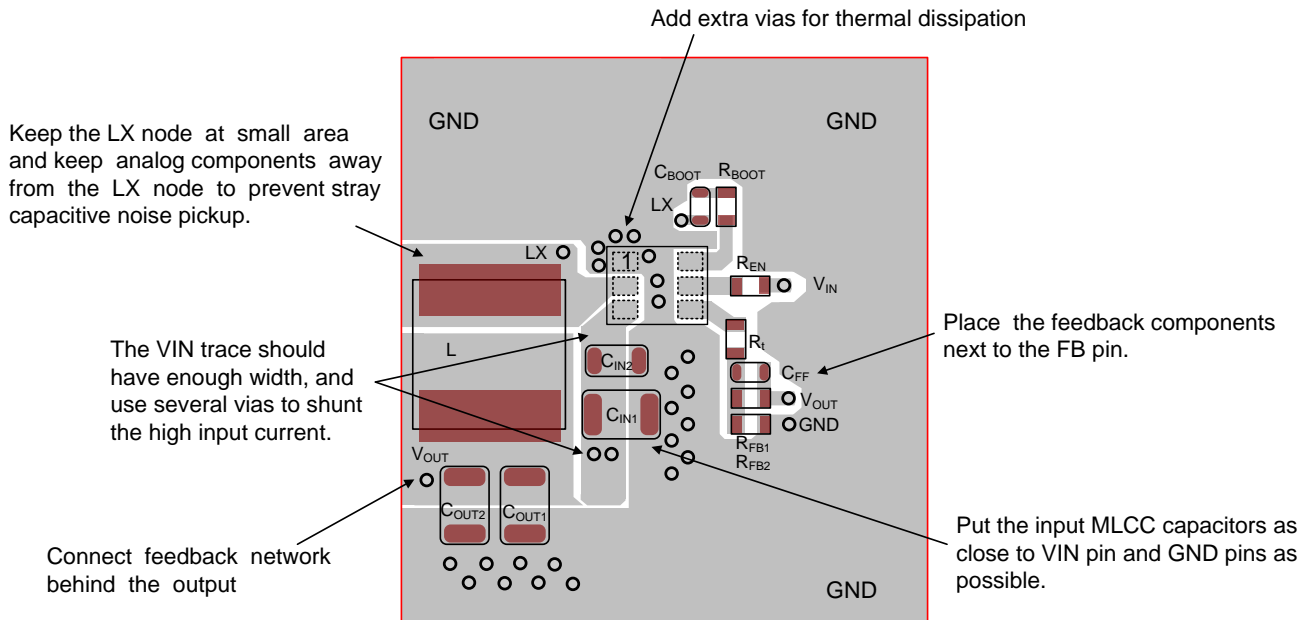 Add extra vias for thermal dissipation
GND
GND
Keep the LX node at small area
and keep analog components away
from the LX node to prevent stray
capacitive noise pickup.
CBOOT
RBOOT
LX
LX
1
REN
VIN
Place the feedback components
next to the FB pin.
The VIN trace should
have enough width, and
use several vias to shunt
the high input current.
L
CIN2
Rt
CFF
CIN1
VOUT
GND
RFB1
RFB2
VOUT
COUT2
COUT1
Connect feedback network
behind the output
Put the input MLCC capacitors as
close to VIN pin and GND pins as
possible.
GND